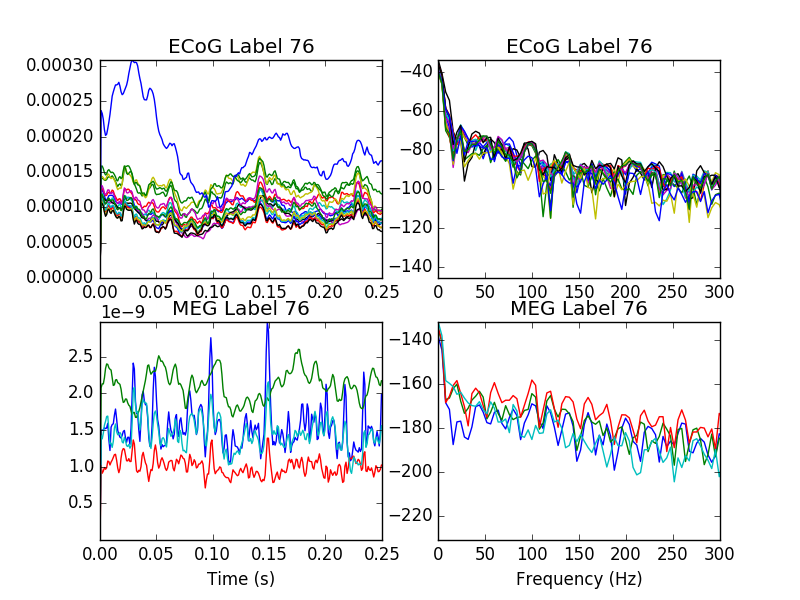 ECoG Label 76
ECoG Label 76
0.00030
0.00025
0.00020
0.00015
0.00010
0.00005
0.00000
0.00 0.05 0.10 0.15 0.20 0.25
−40
−60
−80
−100
−120
−140
0 50 100 150 200 250 300
MEG Label 76
MEG Label 76
1e−9
2.5
2.0
1.5
1.0
0.5
0.00 0.05 0.10 0.15 0.20 0.25
Time (s)
−140
−160
−180
−200
−220
0 50 100 150 200 250 300
Frequency (Hz)